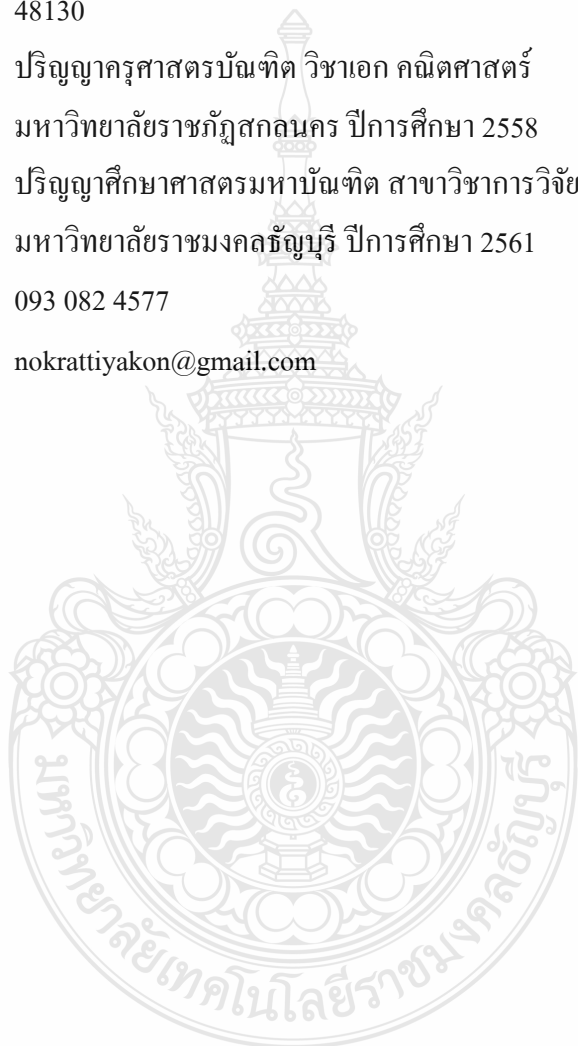 48130
ปริญญาครุศาสตรบัณฑิต วิชาเอก คณิตศาสตร์
มหาวิทยาลัยราชภัฏสกลนคร ปีการศึกษา 2558
ปริญญาศึกษาศาสตรมหาบัณฑิต สาขาวิชาการวิจัย
มหาวิทยาลัยราชมงคลธัญบุรี ปีการศึกษา 2561
093 082 4577
nokrattiyakon@gmail.com
มหาวิทยาลัยเทคโนโลยีราชมงคลธัญบุรี